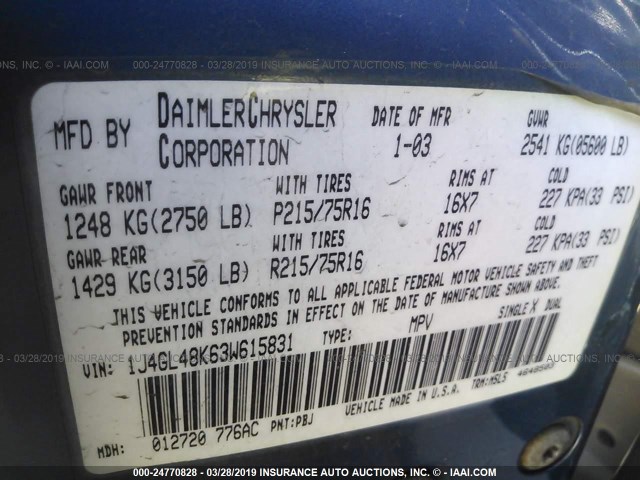 000-24770828 - 03/28/2019 INSURANCE AUTO AUCTIONS, INC. - © - IAAI.COM
MFD BY DAIMLERCHRYSLER CORPORATION DATE OF MFR 1-03 GVWR 2541 KG(05600 LB)
GAWR FRONT WITH TIRES RIMS AT COLD
1248 KG(2750 LB) P215/75R16 16X7 227 KPA(33 PSI)
GAWR REAR WITH TIRES RIMS AT COLD
1429 KG(3150 LB) R215/75R16 16X7 227 KPA(33 PSI)
THIS VEHICLE CONFORMS TO ALL APPLICABLE FEDERAL MOTOR VEHICLE SAFETY AND THEFT
PREVENTION STANDARDS IN EFFECT ON THE DATE OF MANUFACTURE SHOWN ABOVE.
VIN: 1J4GL48K63W615831 TYPE: MPV SINGLE X DUAL
MDH: 012720 776AC PNT:PBJ VEHICLE MADE IN U.S.A. TRM:MSL5
000-24770828 - 03/28/2019 INSURANCE AUTO AUCTIONS, INC. - © - IAAI.COM